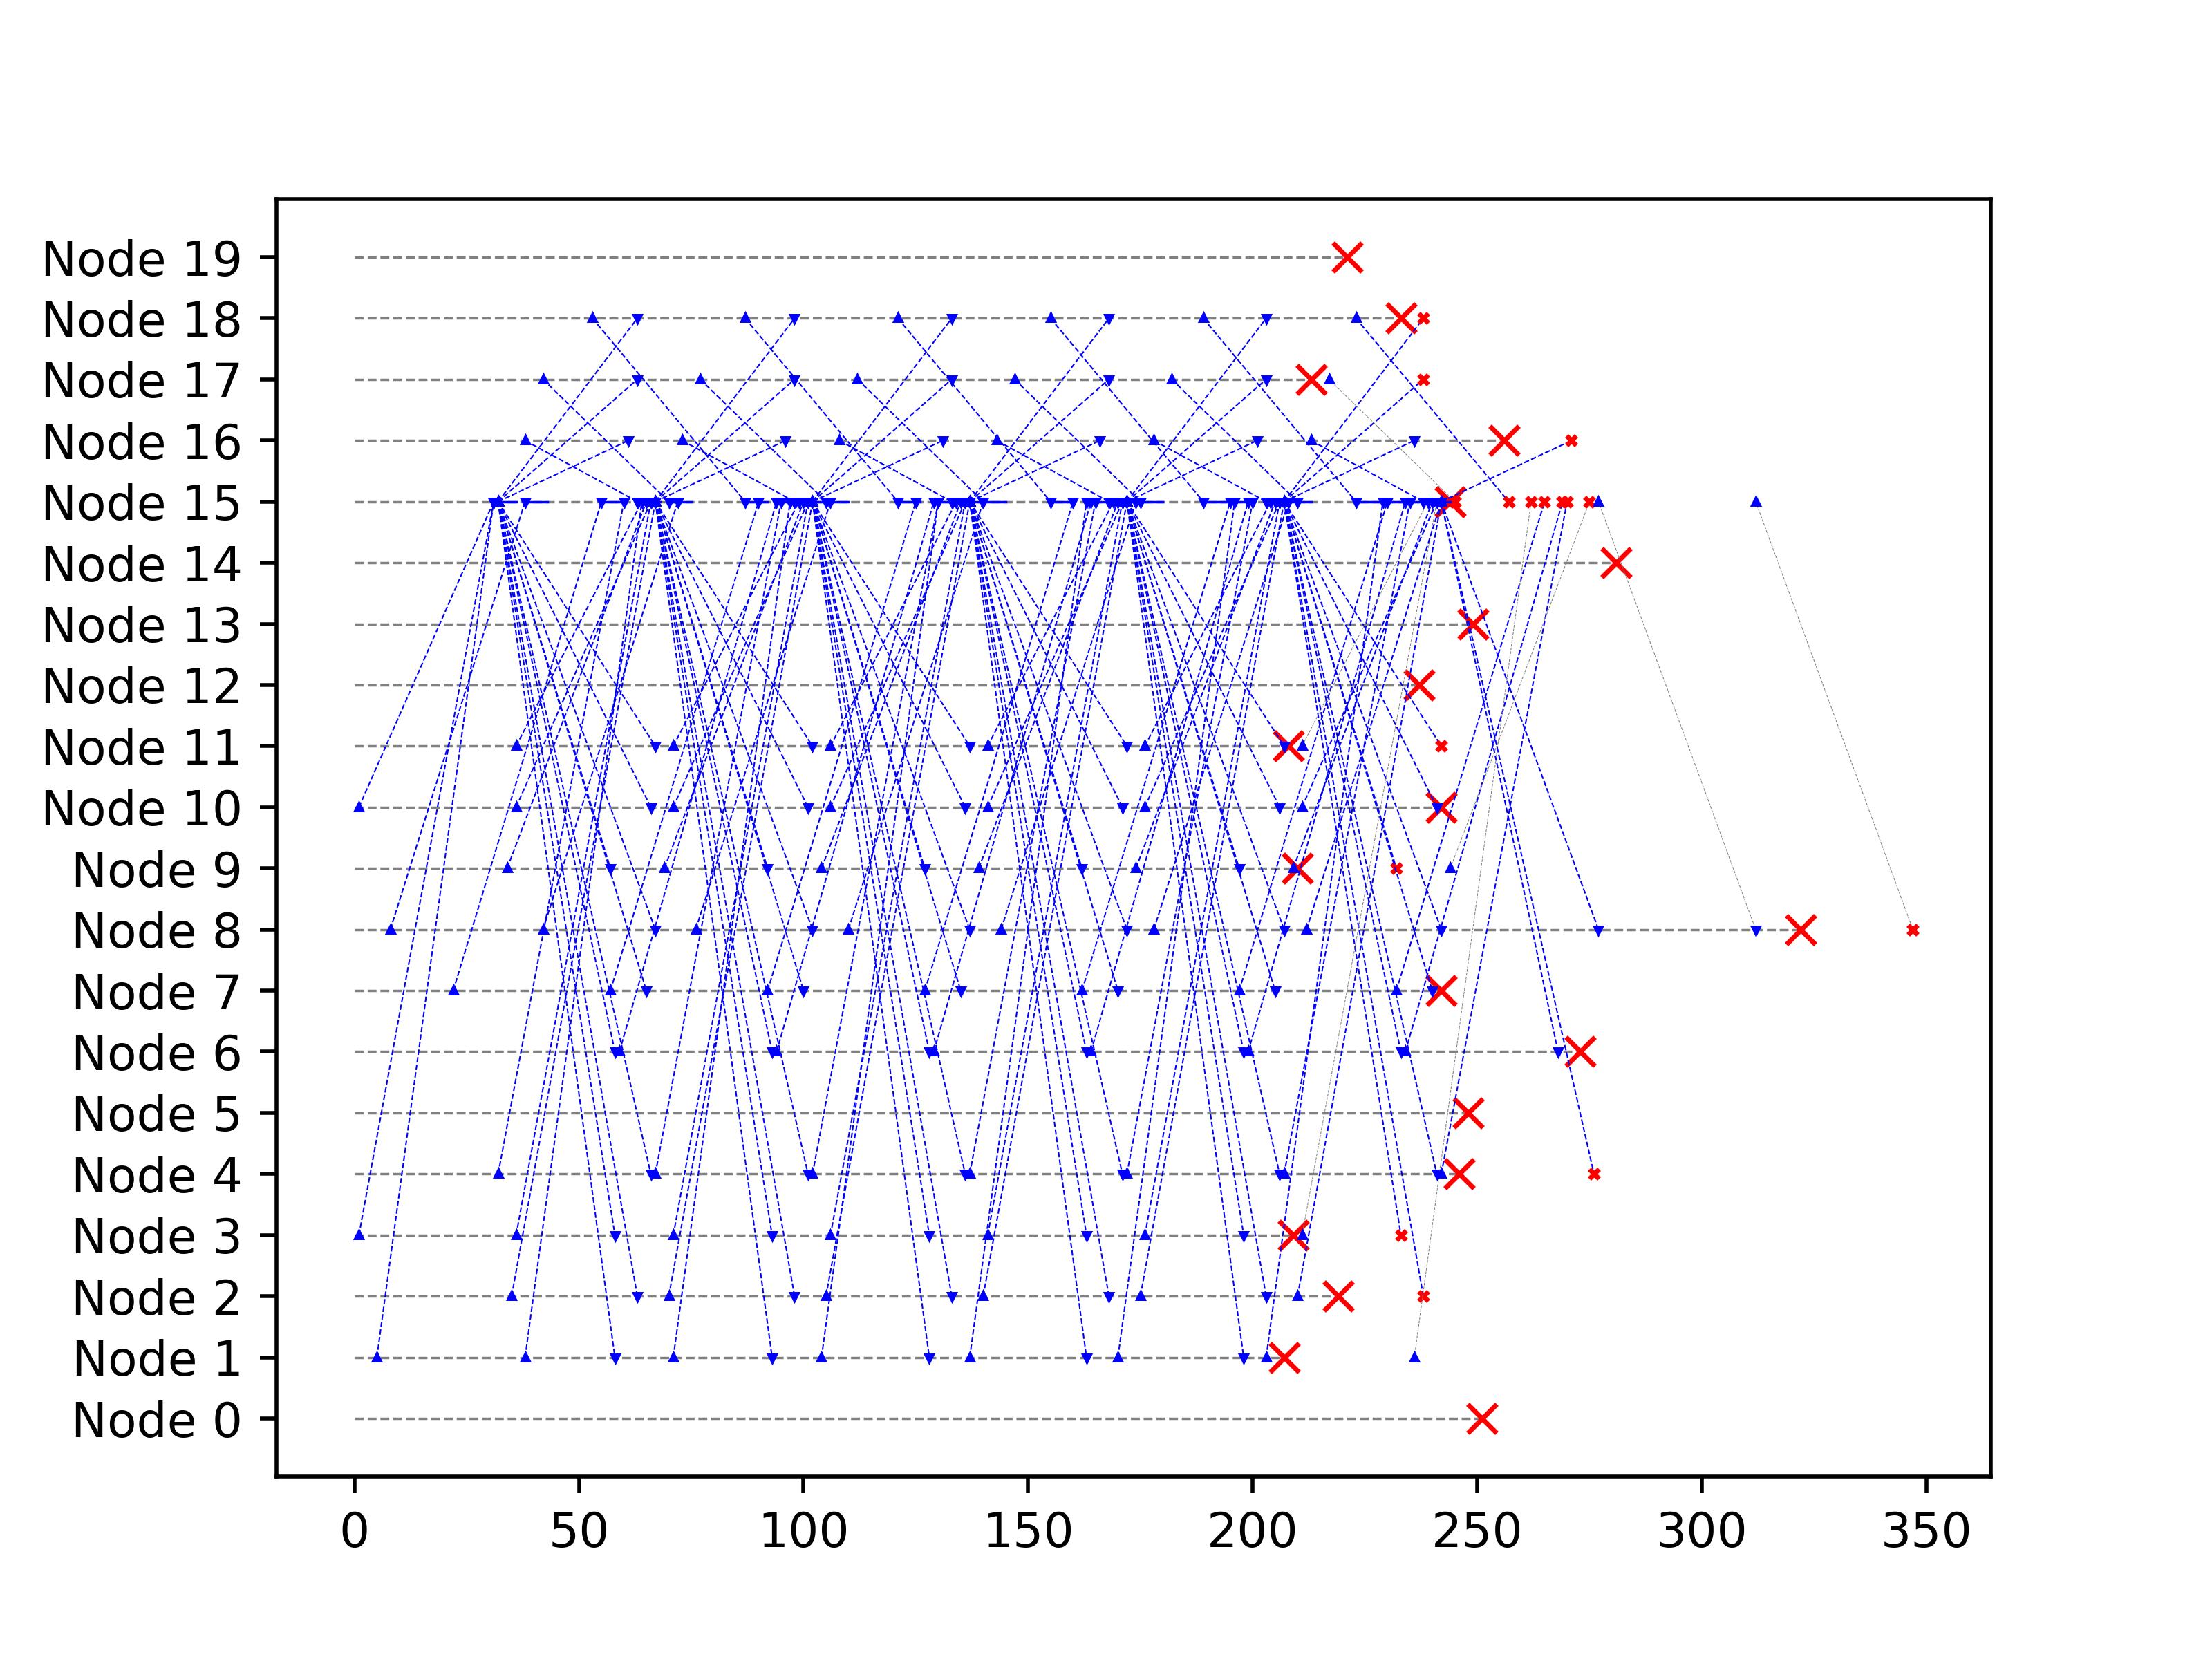 Node 19
Node 18
Node 17
Node 16
Node 15
Node 14
Node 13
Node 12
Node 11
Node 10
Node 9
Node 8
Node 7
Node 6
Node 5
Node 4
Node 3
Node 2
Node 1
Node 0
0 50 100 150 200 250 300 350